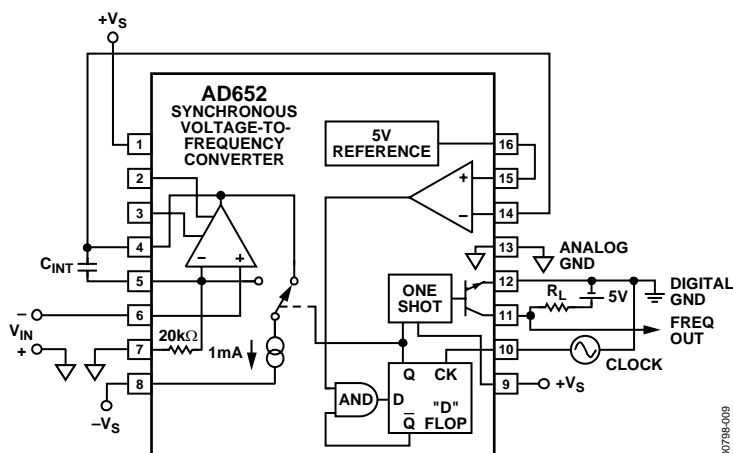 +VS
AD652
SYNCHRONOUS
VOLTAGE-TO-
FREQUENCY
CONVERTER
5V
REFERENCE
1
2
3
4
5
6
7
8
16
15
14
13
12
11
10
9
+
−
ANALOG
GND
CINT
−
+
ONE
SHOT
RL
5V
DIGITAL
GND
FREQ
OUT
−
VIN
+
20kΩ
1mA
CLOCK
−VS
AND
D
Q
CK
"D"
FLOP
Q̅
+VS
00798-009